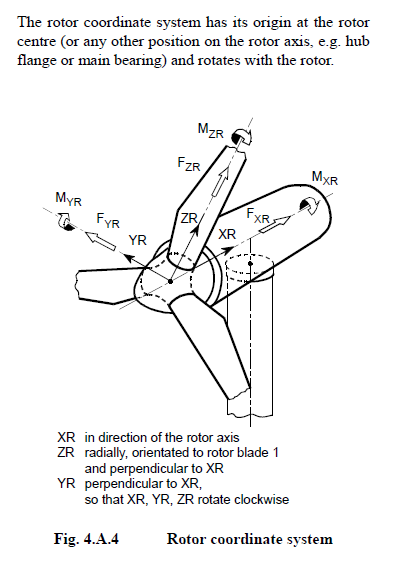 The rotor coordinate system has its origin at the rotor
centre (or any other position on the rotor axis, e.g. hub
flange or main bearing) and rotates with the rotor.
MZR
FZR
MXR
MYR
FYR
ZR
FXR
YR
XR
XR in direction of the rotor axis
ZR radially, orientated to rotor blade 1
and perpendicular to XR
YR perpendicular to XR,
so that XR, YR, ZR rotate clockwise
Fig. 4.A.4 Rotor coordinate system